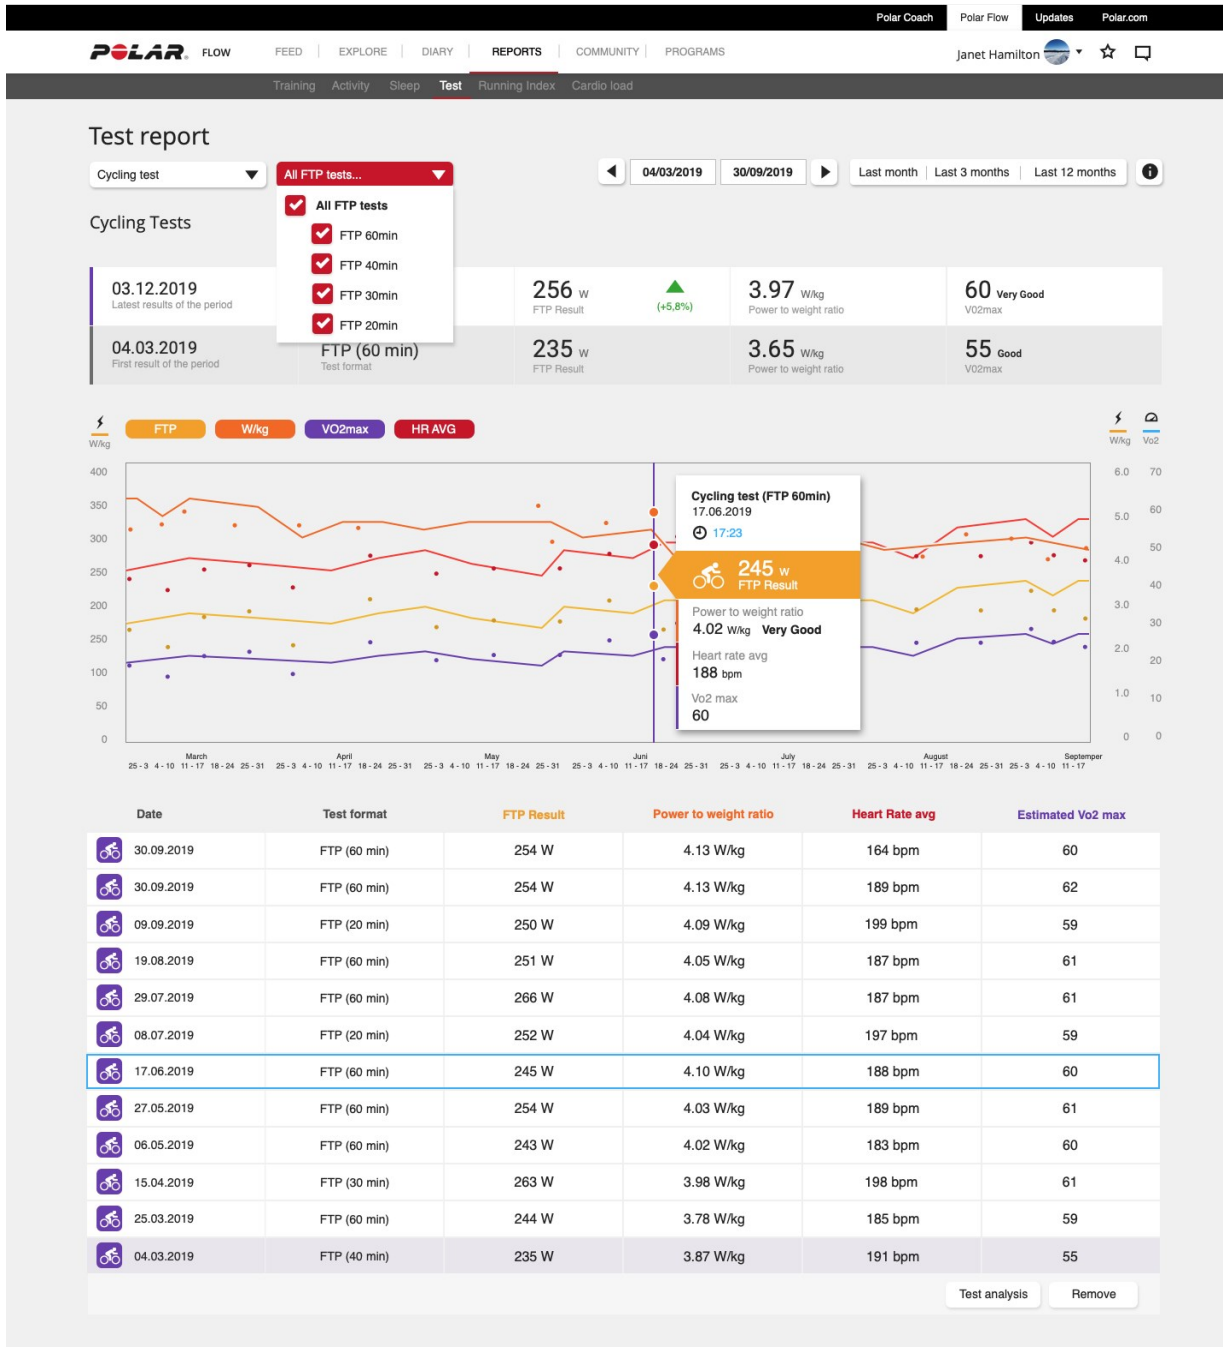 Polar Coach Polar Flow Updates Polar.com
POLAR. FLOW FEED EXPLORE DIARY REPORTS COMMUNITY PROGRAMS Janet Hamilton
Training Activity Sleep Test Running Index Cardio load
Test report
Cycling test All FTP tests... 04/03/2019 30/09/2019 Last month Last 3 months Last 12 months
All FTP tests
Cycling Tests
FTP 60min
FTP 40min
FTP 30min
FTP 20min
03.12.2019 256 W 3.97 W/kg 60 Very Good
Latest results of the period FTP Result (+5,8%) Power to weight ratio V02max
04.03.2019 FTP (60 min) 235 W 3.65 W/kg 55 Good
First result of the period Test format FTP Result Power to weight ratio V02max
FTP W/kg VO2max HR AVG
W/kg W/kg Vo2
400 6.0 70
350 5.0 60
300 4.0 50
250 3.0 40
200 2.0 30
250 1.0 20
100 0 10
50 0
0
Cycling test (FTP 60min)
17.06.2019
17:23
245 W
FTP Result
Power to weight ratio
4.02 W/kg Very Good
Heart rate avg
188 bpm
Vo2 max
60
March April May Juni July August Septemper
25 - 3 4 - 10 11 - 17 18 - 24 25 - 31 25 - 3 4 - 10 11 - 17 18 - 24 25 - 31 25 - 3 4 - 10 11 - 17 18 - 24 25 - 31 25 - 3 4 - 10 11 - 17 18 - 24 25 - 31 25 - 3 4 - 10 11 - 17 18 - 24 25 - 31 25 - 3 4 - 10 11 - 17 18 - 24 25 - 31 25 - 3 4 - 10 11 - 17
Date Test format FTP Result Power to weight ratio Heart Rate avg Estimated Vo2 max
30.09.2019 FTP (60 min) 254 W 4.13 W/kg 164 bpm 60
30.09.2019 FTP (60 min) 254 W 4.13 W/kg 189 bpm 62
09.09.2019 FTP (20 min) 250 W 4.09 W/kg 199 bpm 59
19.08.2019 FTP (60 min) 251 W 4.05 W/kg 187 bpm 61
29.07.2019 FTP (60 min) 266 W 4.08 W/kg 187 bpm 61
08.07.2019 FTP (20 min) 252 W 4.04 W/kg 197 bpm 59
17.06.2019 FTP (60 min) 245 W 4.10 W/kg 188 bpm 60
27.05.2019 FTP (60 min) 254 W 4.03 W/kg 189 bpm 61
06.05.2019 FTP (60 min) 243 W 4.02 W/kg 183 bpm 60
15.04.2019 FTP (30 min) 263 W 3.98 W/kg 198 bpm 61
25.03.2019 FTP (60 min) 244 W 3.78 W/kg 185 bpm 59
04.03.2019 FTP (40 min) 235 W 3.87 W/kg 191 bpm 55
Test analysis Remove